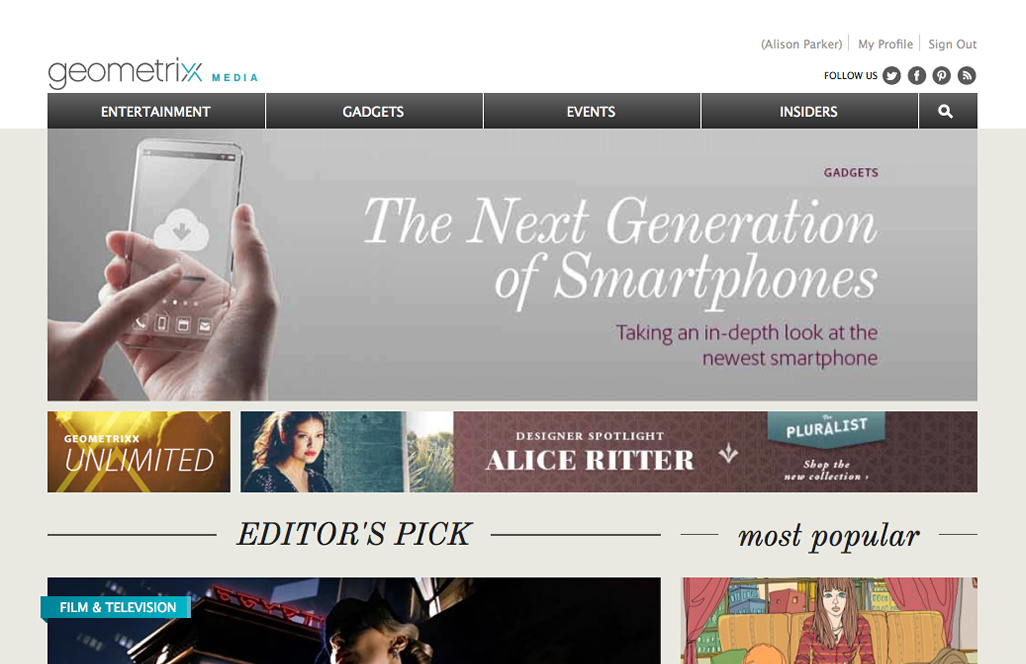 (Alison Parker) My Profile Sign Out
geometrixx MEDIA
FOLLOW US
ENTERTAINMENT GADGETS EVENTS INSIDERS
GADGETS
The Next Generation
of Smartphones
Taking an in-depth look at the
newest smartphone
GEOMETRIXX
UNLIMITED
DESIGNER SPOTLIGHT
ALICE RITTER
The
PLURALIST
Shop the
new collection ›
EDITOR'S PICK
most popular
FILM & TELEVISION